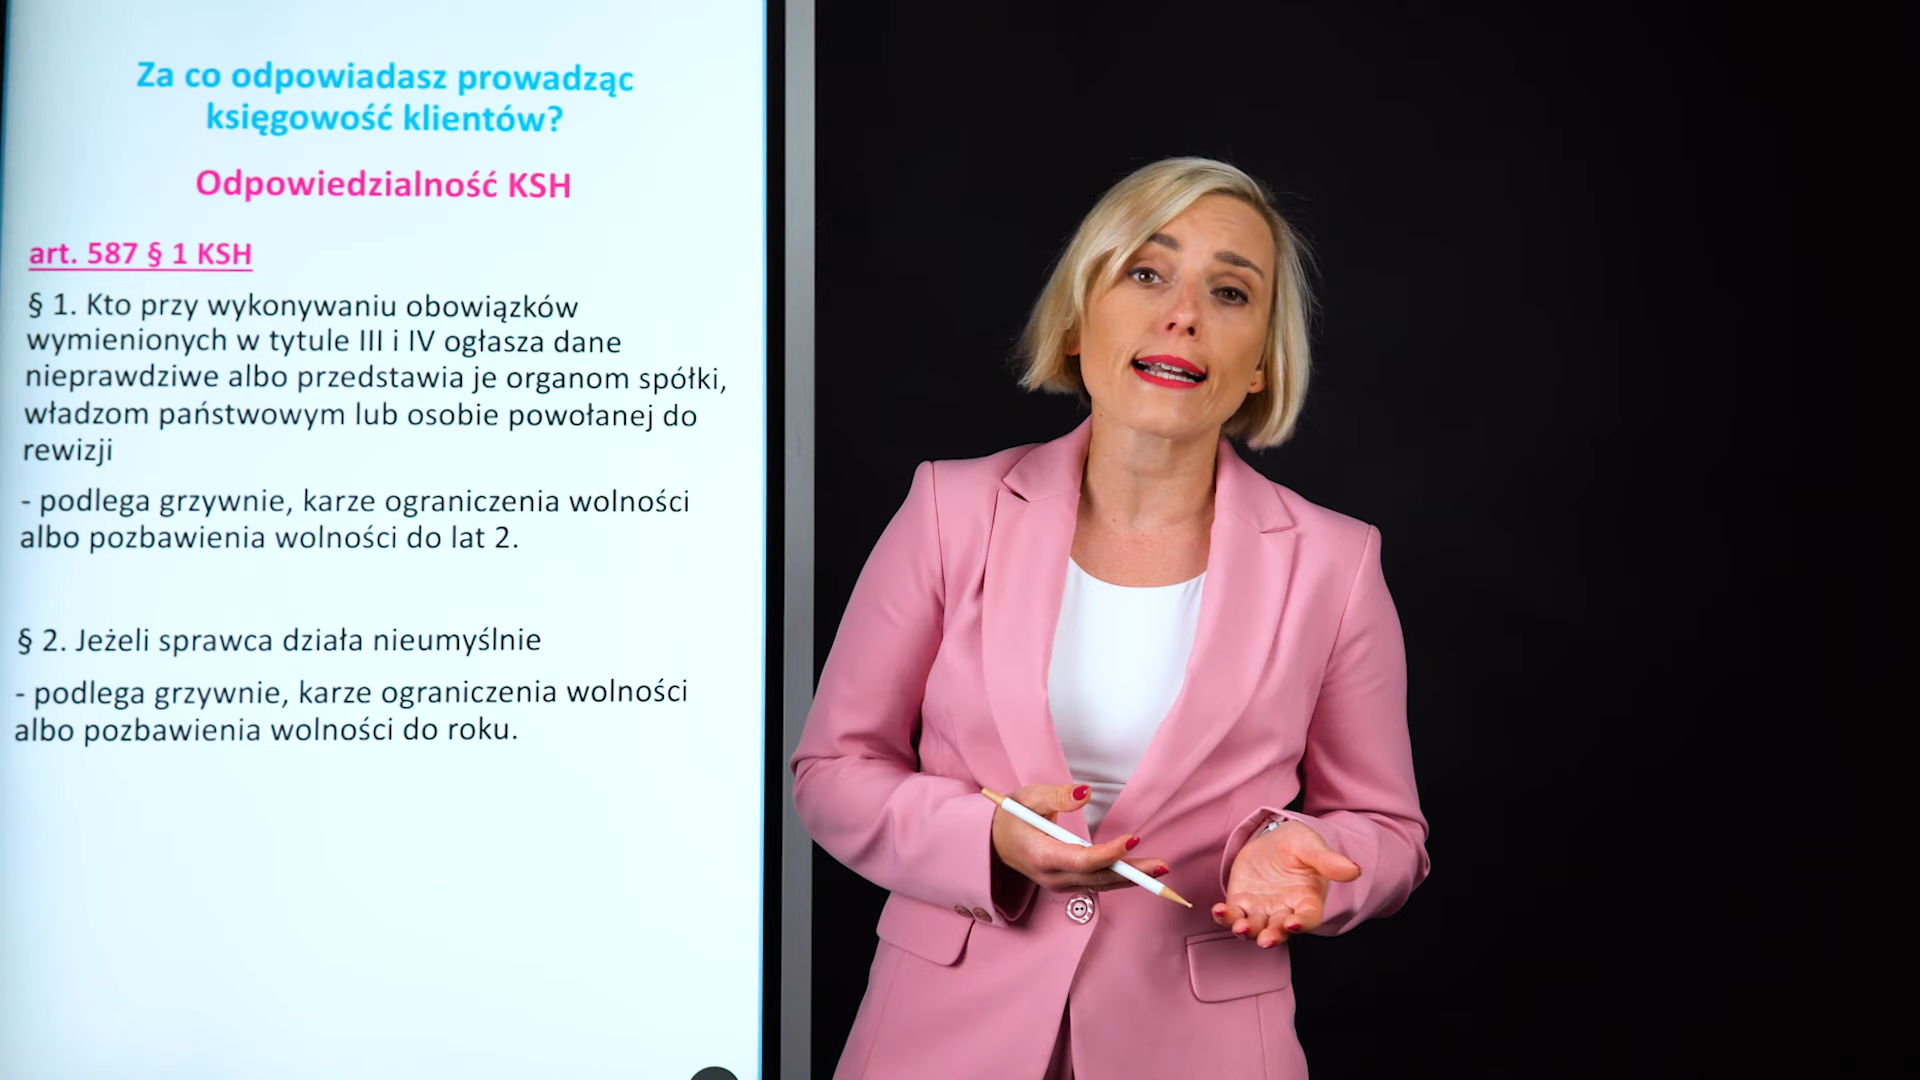 Za co odpowiadasz prowadząc
księgowość klientów?
Odpowiedzialność KSH
art. 587 § 1 KSH
§ 1. Kto przy wykonywaniu obowiązków
wymienionych w tytule III i IV ogłasza dane
nieprawdziwe albo przedstawia je organom spółki,
władzom państwowym lub osobie powołanej do
rewizji
- podlega grzywnie, karze ograniczenia wolności
albo pozbawienia wolności do lat 2.
§ 2. Jeżeli sprawca działa nieumyślnie
- podlega grzywnie, karze ograniczenia wolności
albo pozbawienia wolności do roku.